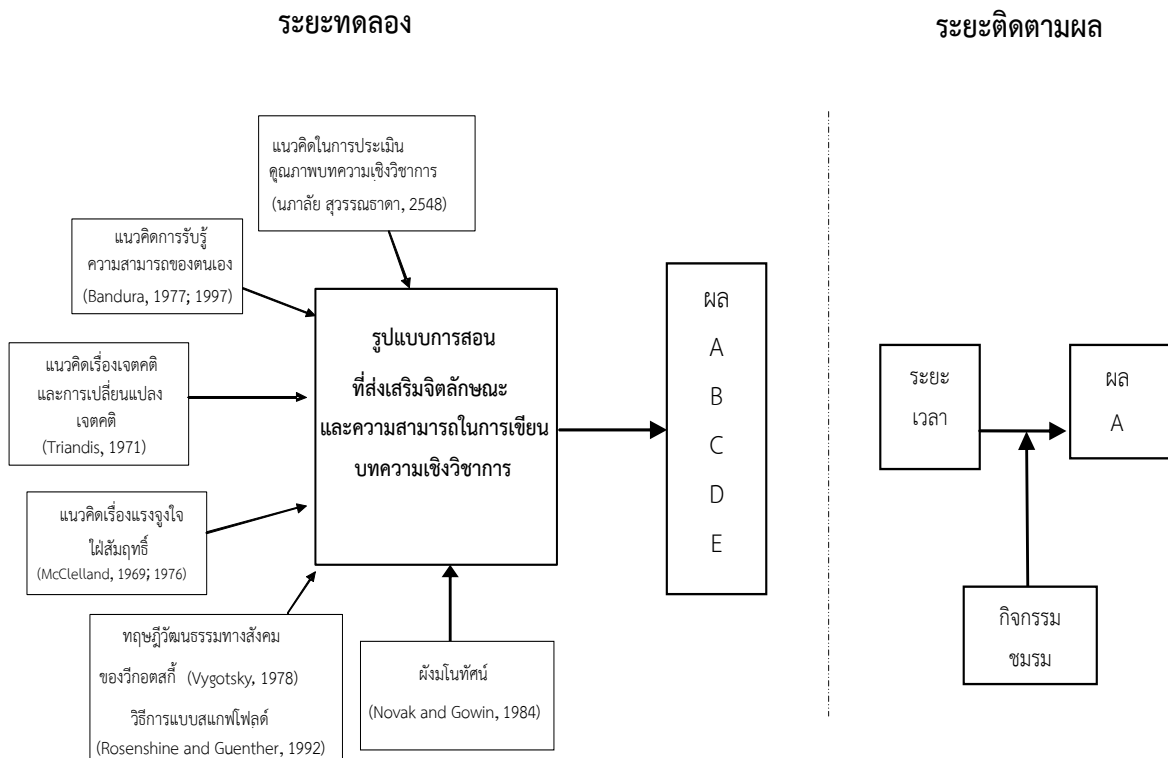 ระยะทดลอง
ระยะติดตามผล
แนวคิดในการประเมิน
คุณภาพบทความเชิงวิชาการ
(นภาลัย สุวรรณธาดา, 2548)
แนวคิดการรับรู้
ความสามารถของตนเอง
(Bandura, 1977; 1997)
แนวคิดเรื่องเจตคติ
และการเปลี่ยนแปลง
เจตคติ
(Triandis, 1971)
แนวคิดเรื่องแรงจูงใจ
ใฝ่สัมฤทธิ์
(McClelland, 1969; 1976)
ทฤษฎีวัฒนธรรมทางสังคม
ของวีกอตสกี้ (Vygotsky, 1978)
วิธีการแบบสแกฟโฟลด์
(Rosenshine and Guenther, 1992)
ผังมโนทัศน์
(Novak and Gowin, 1984)
รูปแบบการสอน
ที่ส่งเสริมจิตลักษณะ
และความสามารถในการเขียน
บทความเชิงวิชาการ
ผล
A
B
C
D
E
ระยะ
เวลา
ผล
A
กิจกรรม
ชมรม